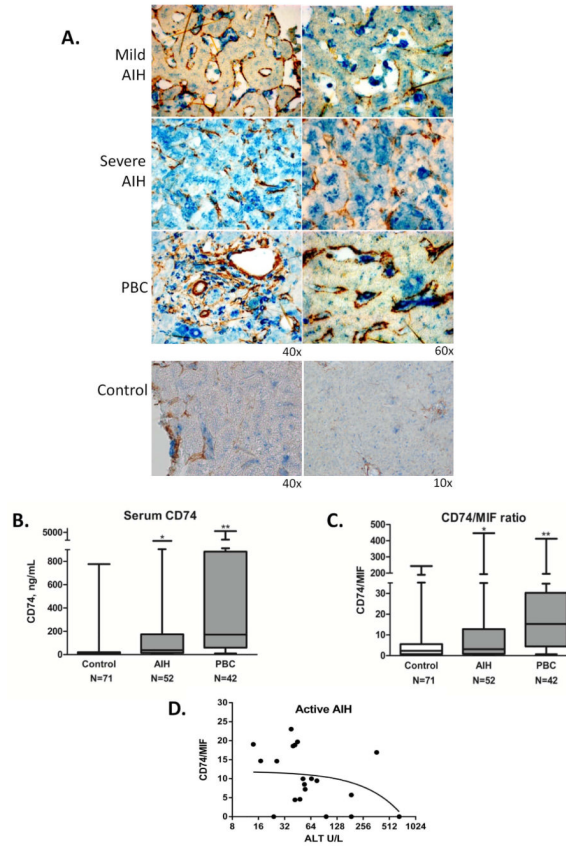 A.
Mild
AIH
Severe
AIH
PBC
40x
60x
Control
40x
10x
B.
Serum CD74
CD74, ng/mL
5000
800
600
400
200
0
*
**
Control
AIH
PBC
N=71
N=52
N=42
C.
CD74/MIF ratio
CD74/MIF
500
400
300
200
30
20
10
0
*
**
Control
AIH
PBC
N=71
N=52
N=42
D.
Active AIH
CD74/MIF
30
25
20
15
10
5
0
8
16
32
64
128
256
512
1024
ALT U/L